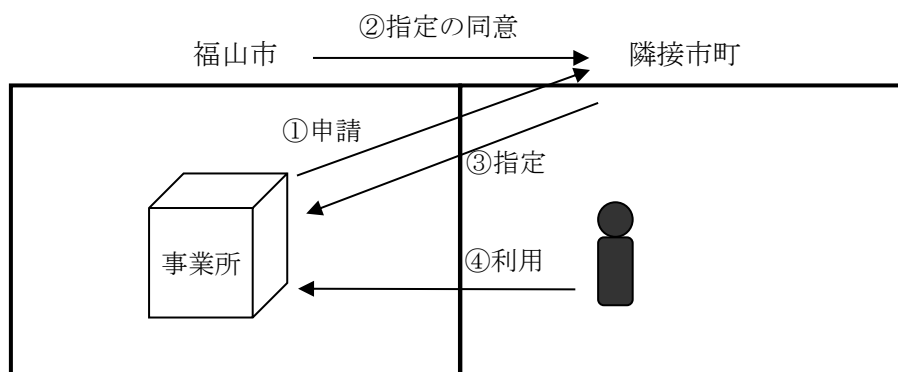 ②指定の同意
福山市
隣接市町
①申請
③指定
事業所
④利用